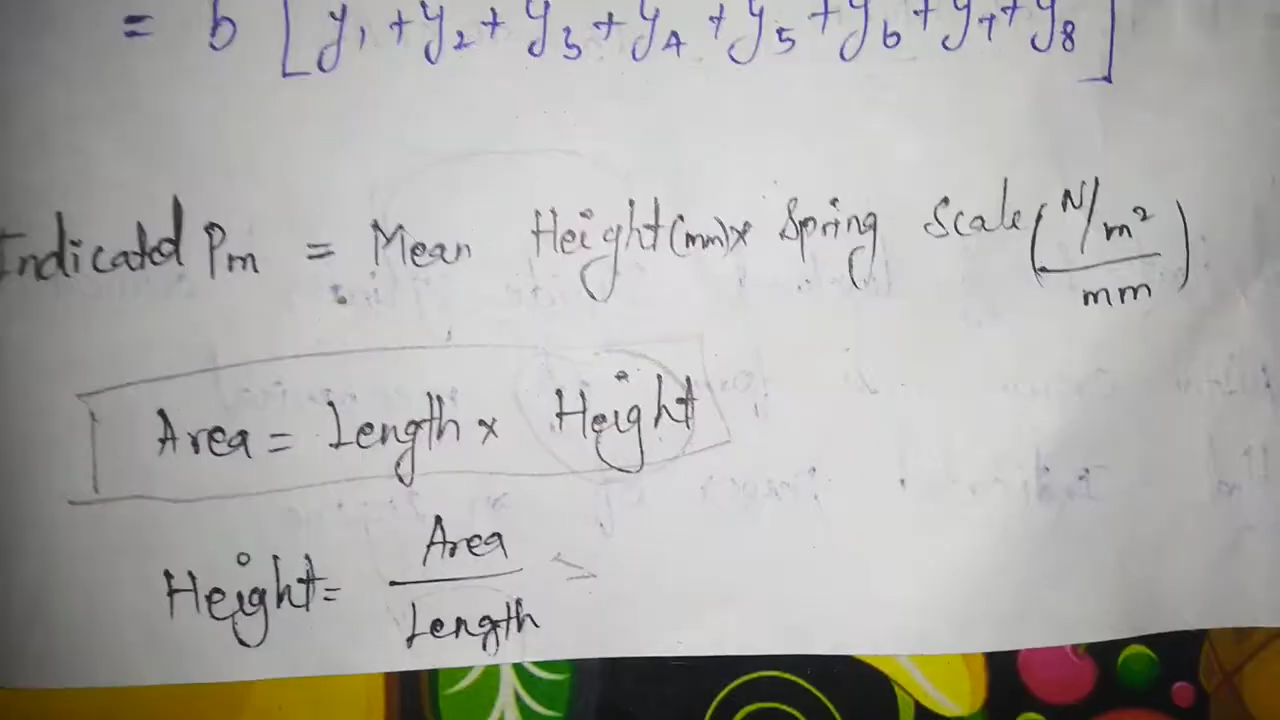 = b [y₁ + y₂ + y₃ + y₄ + y₅ + y₆ + y₇ + y₈]
Indicated Pm = Mean Height (mm) × Spring Scale (N/m² / mm)
Area = Length × Height
Height = Area / Length